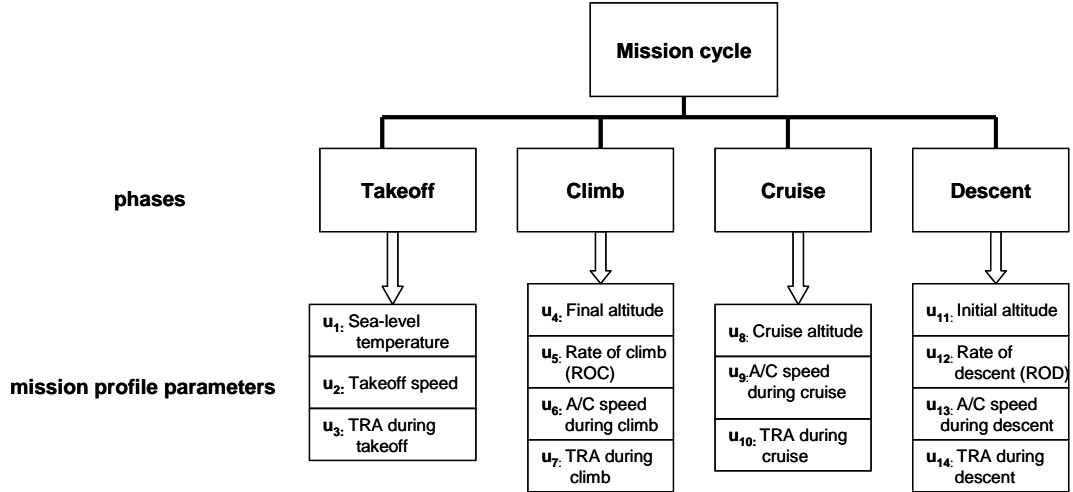 Mission cycle
phases
Takeoff
Climb
Cruise
Descent
mission profile parameters
u1: Sea-level
temperature
u2: Takeoff speed
u3: TRA during
takeoff
u4: Final altitude
u5: Rate of climb
(ROC)
u6: A/C speed
during climb
u7: TRA during
climb
u8: Cruise altitude
u9:A/C speed
during cruise
u10: TRA during
cruise
u11: Initial altitude
u12: Rate of
descent (ROD)
u13: A/C speed
during descent
u14: TRA during
descent